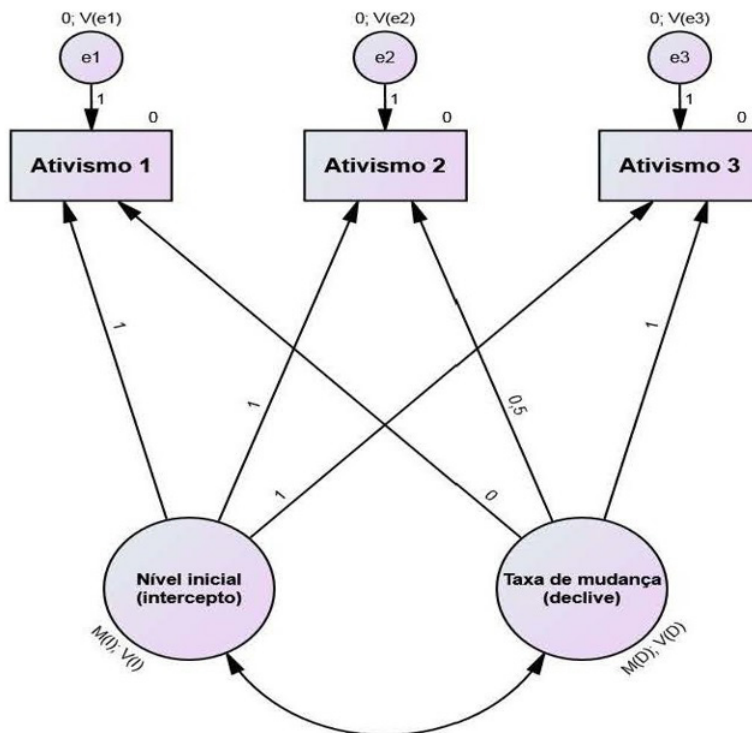 0; V(e1)
0; V(e2)
0; V(e3)
e1
e2
e3
1
1
1
0
0
0
Ativismo 1
Ativismo 2
Ativismo 3
1
1
1
0
0,5
1
Nível inicial
(intercepto)
Taxa de mudança
(declive)
M(I); V(I)
M(D); V(D)